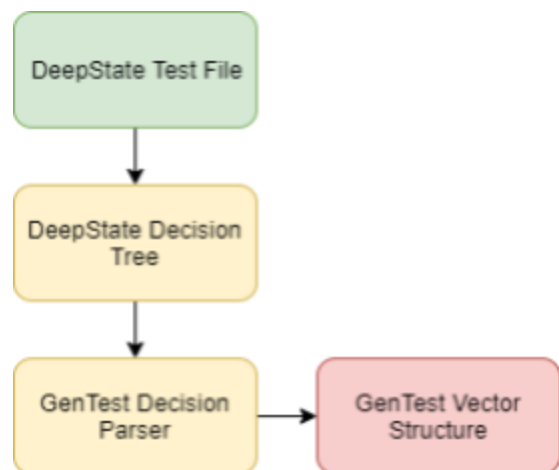 DeepState Test File
DeepState Decision
Tree
GenTest Decision
Parser
GenTest Vector
Structure